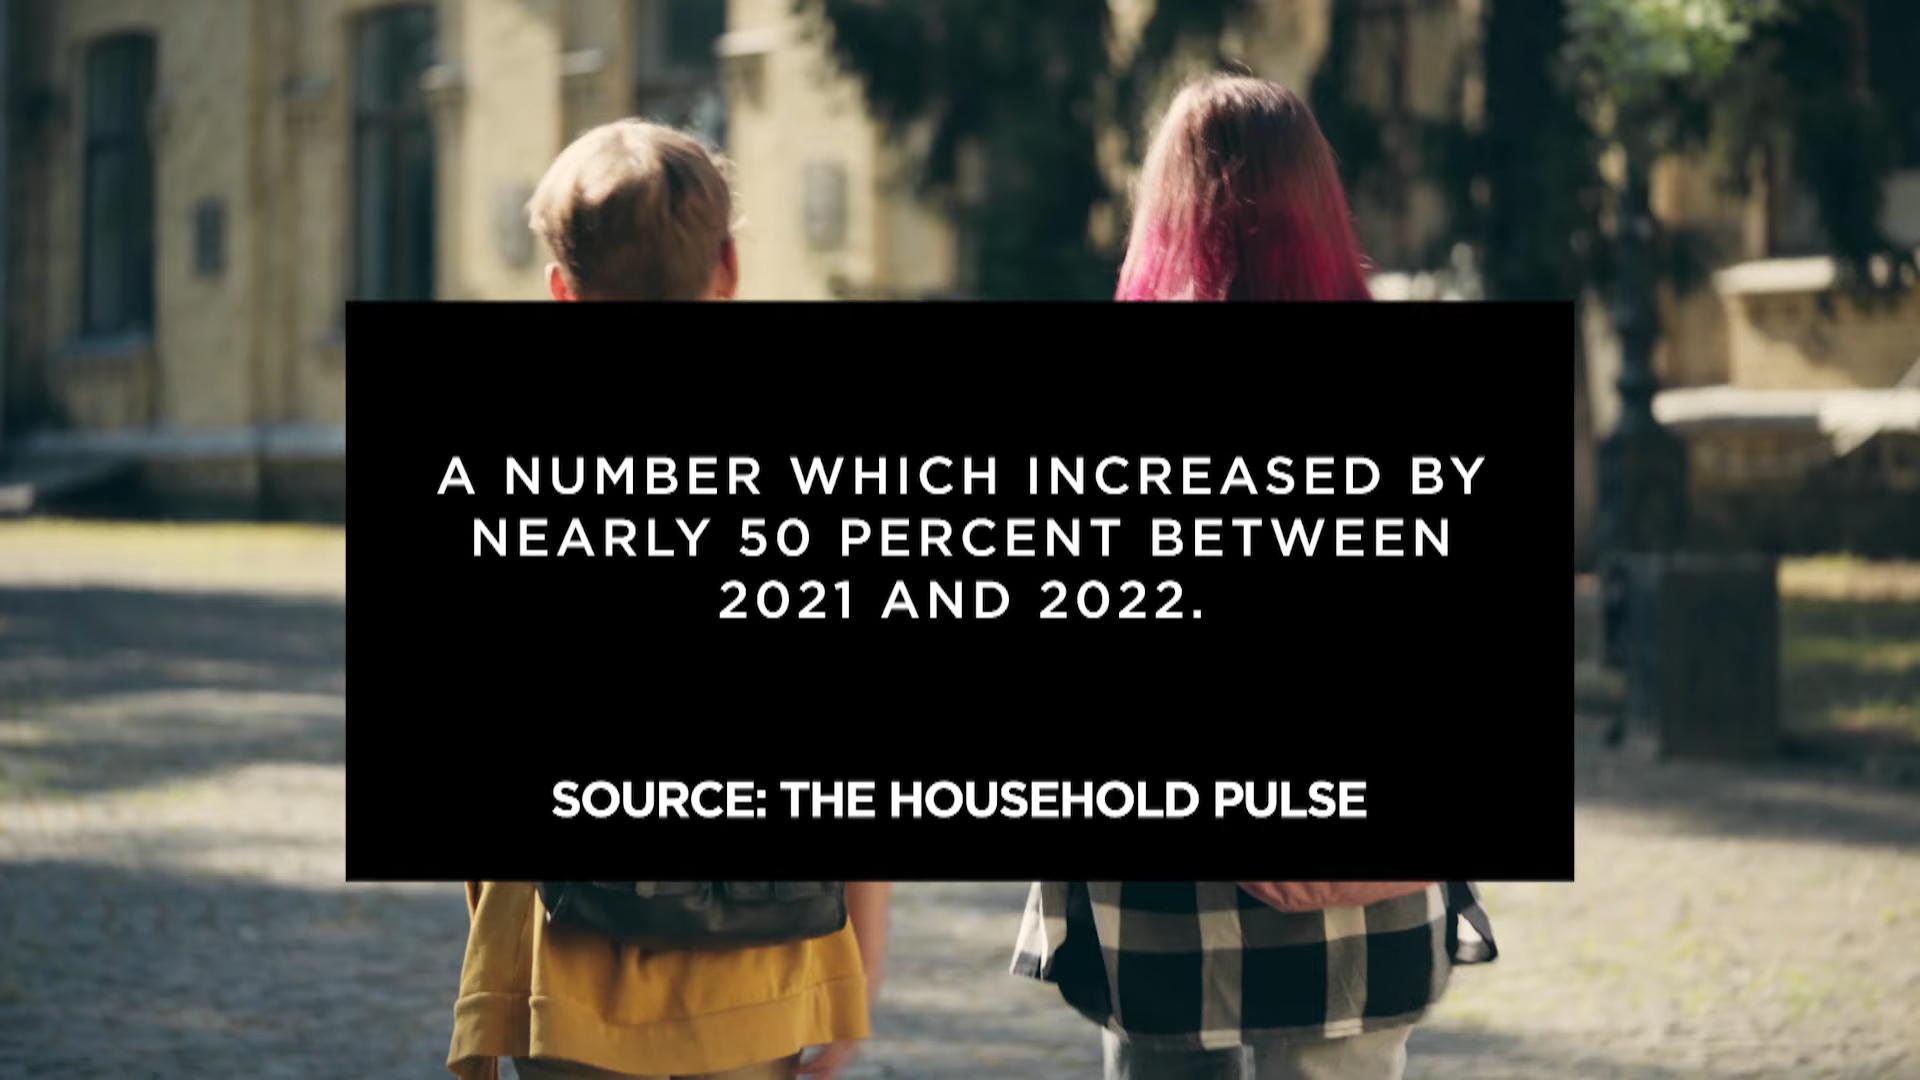 A NUMBER WHICH INCREASED BY
NEARLY 50 PERCENT BETWEEN
2021 AND 2022.
SOURCE: THE HOUSEHOLD PULSE